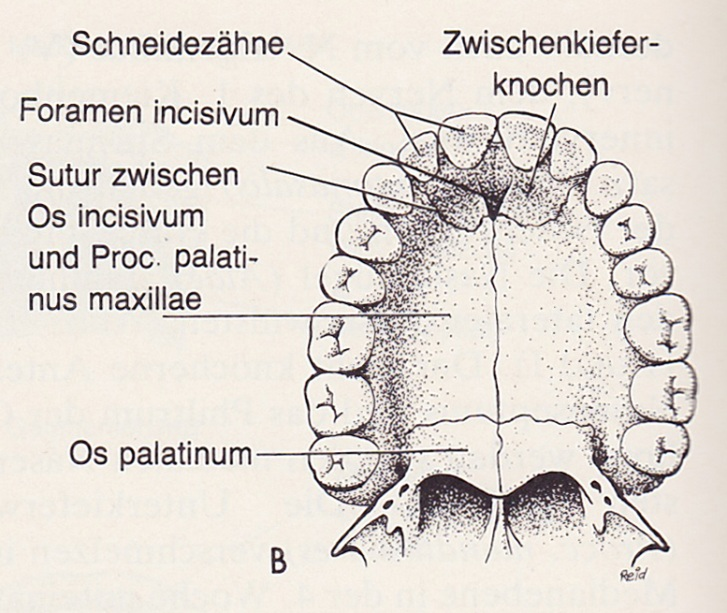 Schneidezähne
Zwischenkiefer-
knochen
Foramen incisivum
Sutur zwischen
Os incisivum
und Proc. palati-
nus maxillae
Os palatinum
B
Reid